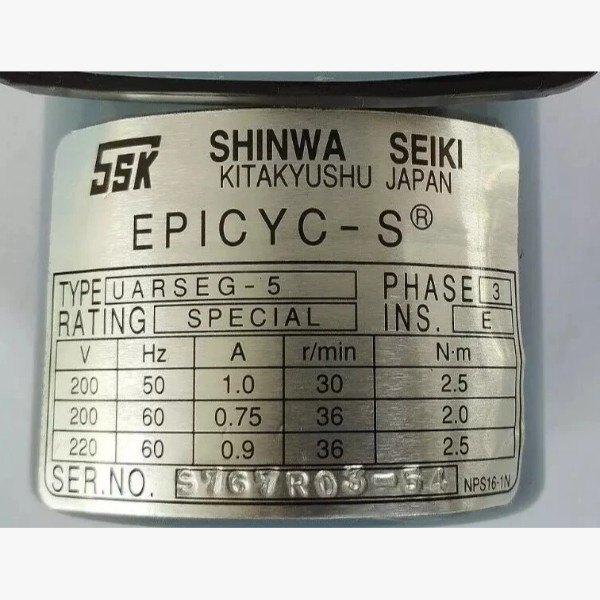 SSK SHINWA SEIKI
KITAKYUSHU JAPAN
EPICYC-S®
TYPE UARSEG-5 PHASE 3
RATING SPECIAL INS. E
V Hz A r/min N·m
200 50 1.0 30 2.5
200 60 0.75 36 2.0
220 60 0.9 36 2.5
SER.NO. S767R03-54 NPS16-1N